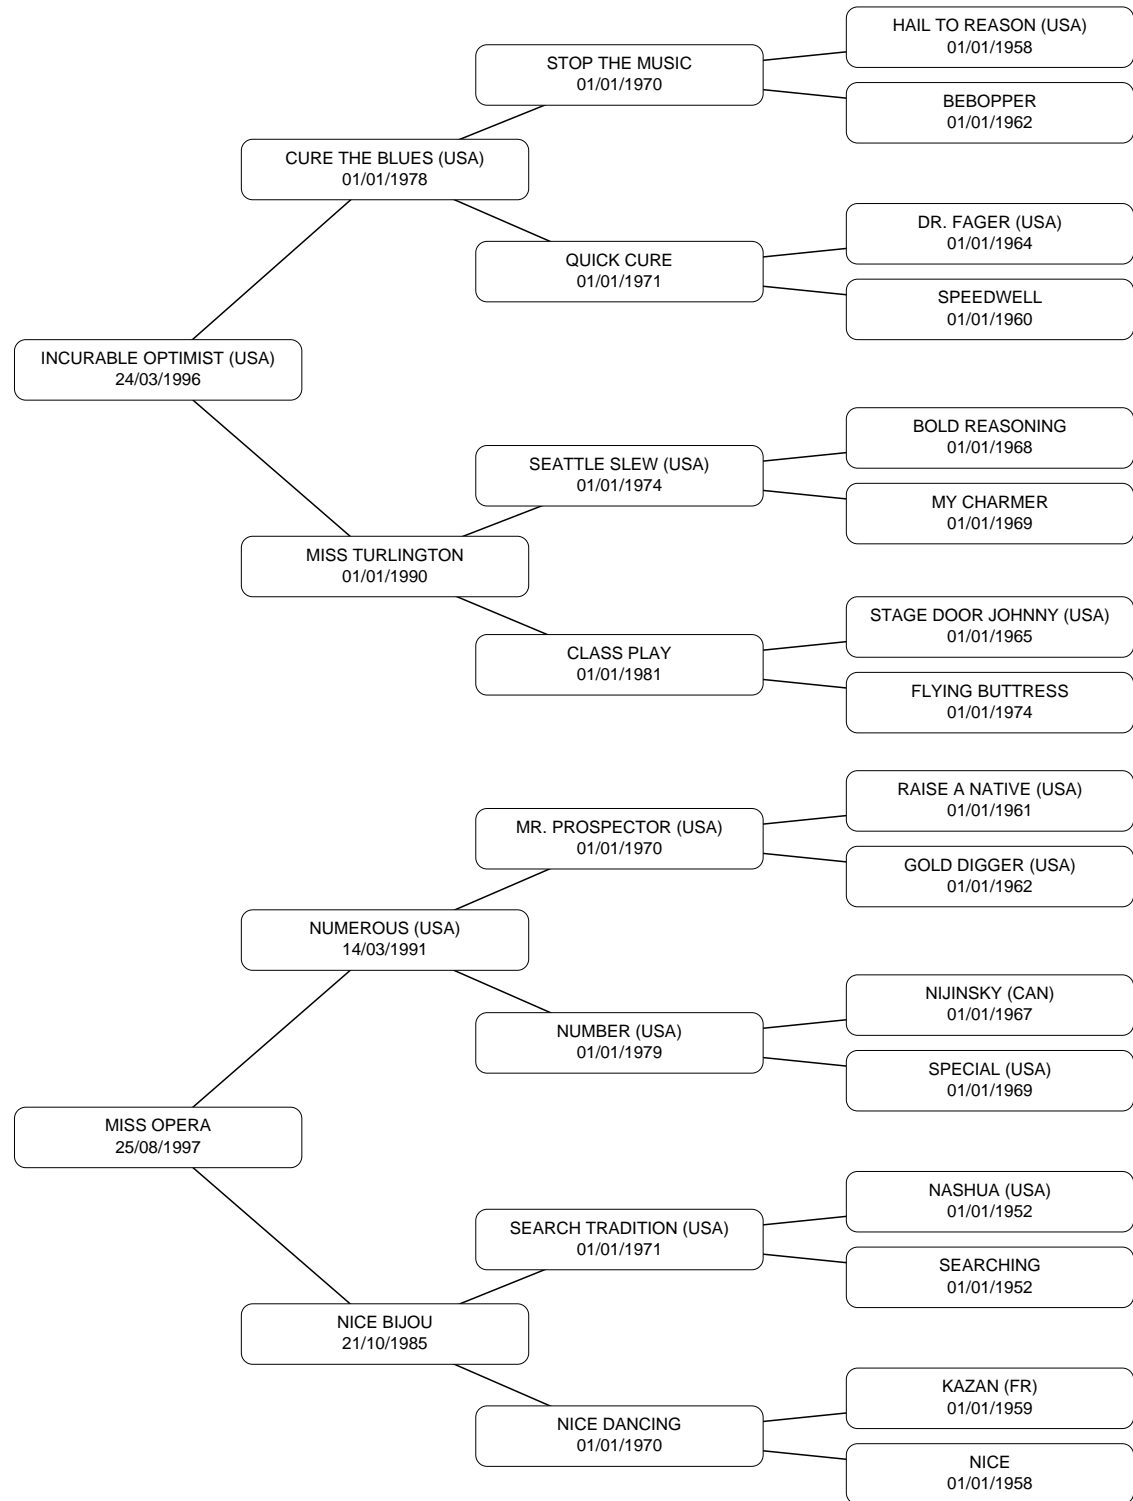 HAIL TO REASON (USA)
01/01/1958
STOP THE MUSIC
01/01/1970
BEBOPPER
01/01/1962
CURE THE BLUES (USA)
01/01/1978
DR. FAGER (USA)
01/01/1964
QUICK CURE
01/01/1971
SPEEDWELL
01/01/1960
INCURABLE OPTIMIST (USA)
24/03/1996
BOLD REASONING
01/01/1968
SEATTLE SLEW (USA)
01/01/1974
MY CHARMER
01/01/1969
MISS TURLINGTON
01/01/1990
STAGE DOOR JOHNNY (USA)
01/01/1965
CLASS PLAY
01/01/1981
FLYING BUTTRESS
01/01/1974
RAISE A NATIVE (USA)
01/01/1961
MR. PROSPECTOR (USA)
01/01/1970
GOLD DIGGER (USA)
01/01/1962
NUMEROUS (USA)
14/03/1991
NIJINSKY (CAN)
01/01/1967
NUMBER (USA)
01/01/1979
SPECIAL (USA)
01/01/1969
MISS OPERA
25/08/1997
NASHUA (USA)
01/01/1952
SEARCH TRADITION (USA)
01/01/1971
SEARCHING
01/01/1952
NICE BIJOU
21/10/1985
KAZAN (FR)
01/01/1959
NICE DANCING
01/01/1970
NICE
01/01/1958